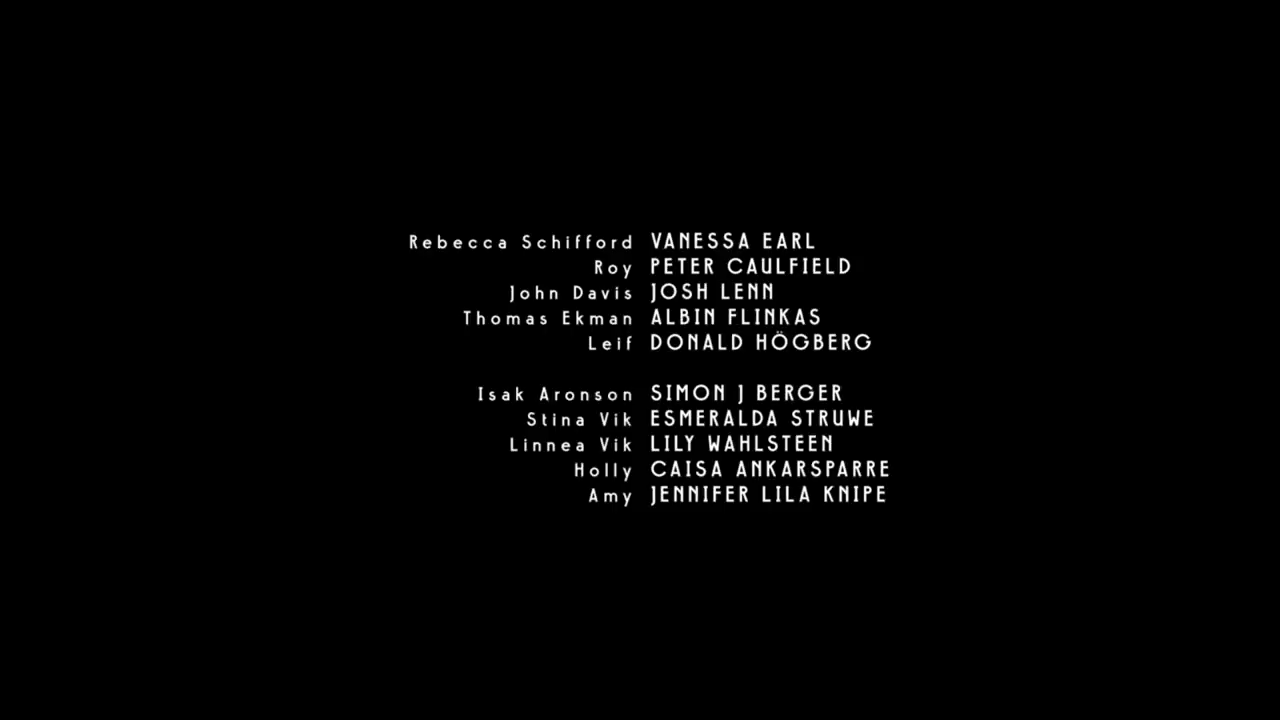 Rebecca Schifford VANESSA EARL
Roy PETER CAULFIELD
John Davis JOSH LENN
Thomas Ekman ALBIN FLINKAS
Leif DONALD HÖGBERG
Isak Aronson SIMON J BERGER
Stina Vik ESMERALDA STRUWE
Linnea Vik LILY WAHLSTEEN
Holly CAISA ANKARSPARRE
Amy JENNIFER LILA KNIPE